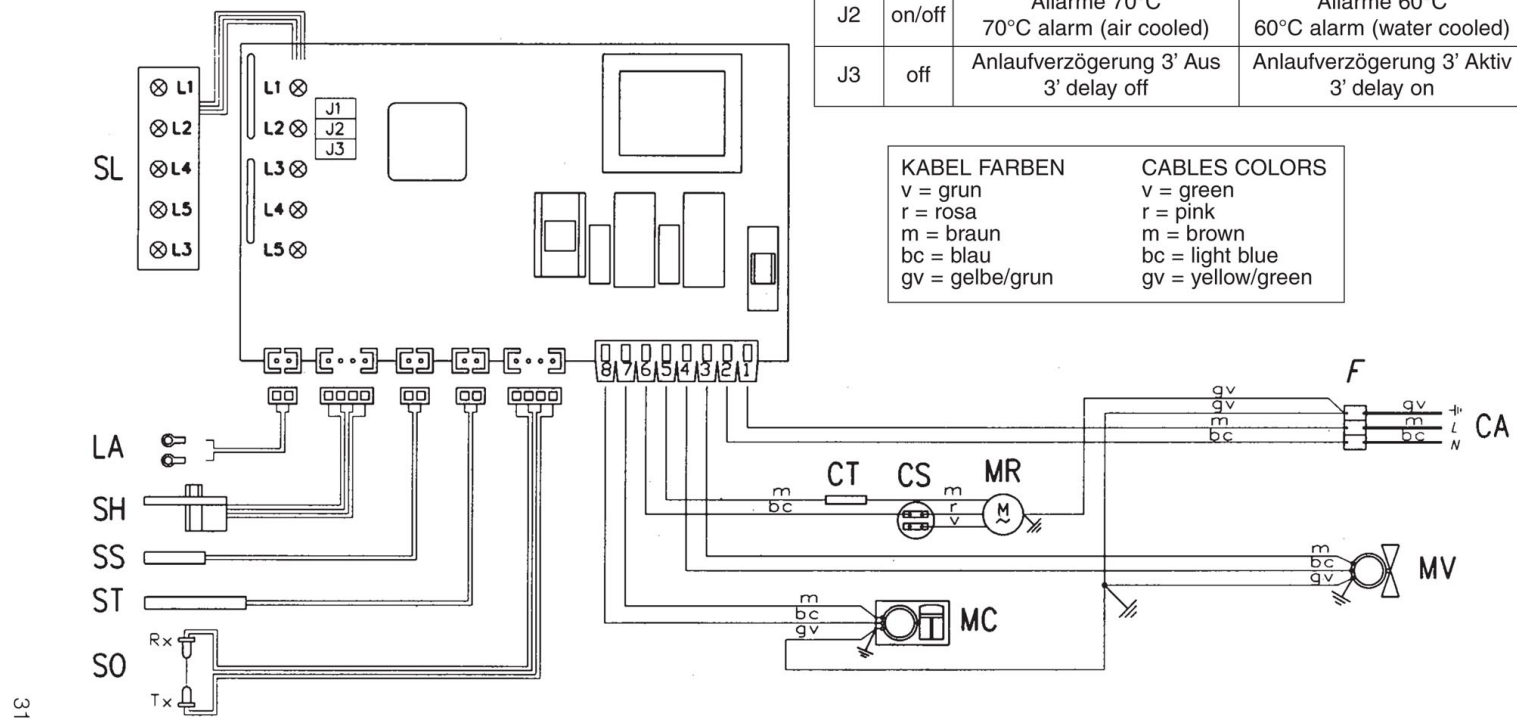 J2 on/off Allarme 70°C Allarme 60°C
70°C alarm (air cooled) 60°C alarm (water cooled)
J3 off Anlaufverzögerung 3' Aus Anlaufverzögerung 3' Aktiv
3' delay off 3' delay on
KABEL FARBEN CABLES COLORS
v = grun v = green
r = rosa r = pink
m = braun m = brown
bc = blau bc = light blue
gv = gelbe/grun gv = yellow/green
SL
L1
L2
L4
L5
L3
L1
L2
L3
L4
L5
J1
J2
J3
8 7 6 5 4 3 2 1
F
gv
gv
m
bc
gv
m
bc
L
N
CA
LA
SH
SS
ST
SO
Rx
Tx
CT CS MR
m
bc
m
r
v
M
~
m
bc
gv
MV
m
bc
gv
MC
31